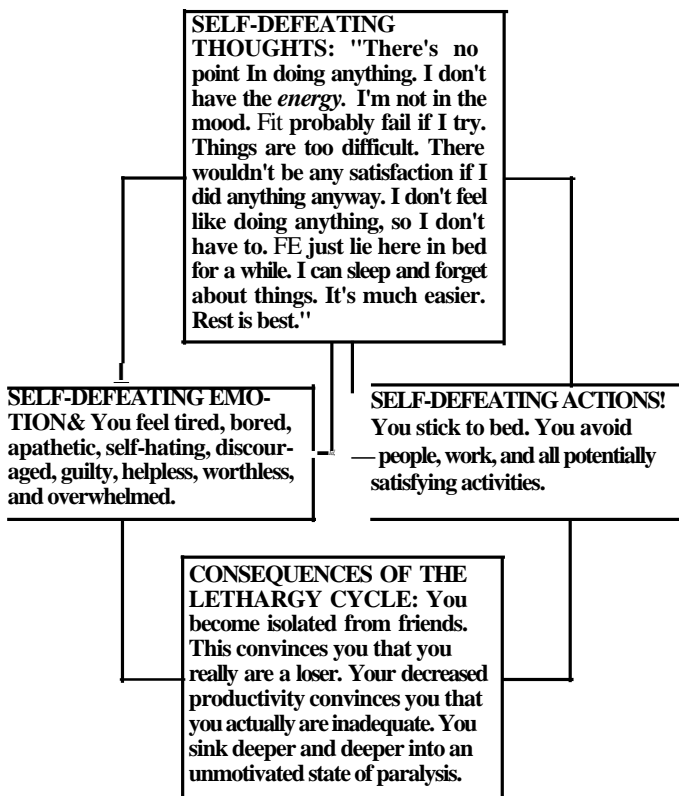 SELF-DEFEATING
THOUGHTS: "There's no
point In doing anything. I don't
have the energy. I'm not in the
mood. Fit probably fail if I try.
Things are too difficult. There
wouldn't be any satisfaction if I
did anything anyway. I don't feel
like doing anything, so I don't
have to. FE just lie here in bed
for a while. I can sleep and forget
about things. It's much easier.
Rest is best."
SELF-DEFEATING EMO-
TION& You feel tired, bored,
apathetic, self-hating, discour-
aged, guilty, helpless, worthless,
and overwhelmed.
SELF-DEFEATING ACTIONS!
You stick to bed. You avoid
people, work, and all potentially
satisfying activities.
CONSEQUENCES OF THE
LETHARGY CYCLE: You
become isolated from friends.
This convinces you that you
really are a loser. Your decreased
productivity convinces you that
you actually are inadequate. You
sink deeper and deeper into an
unmotivated state of paralysis.